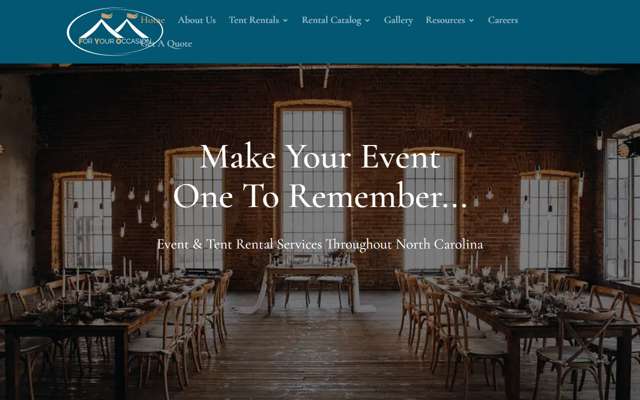 FOR YOUR OCCASION
Home About Us Tent Rentals Rental Catalog Gallery Resources Careers
Get A Quote
Make Your Event
One To Remember...
Event & Tent Rental Services Throughout North Carolina